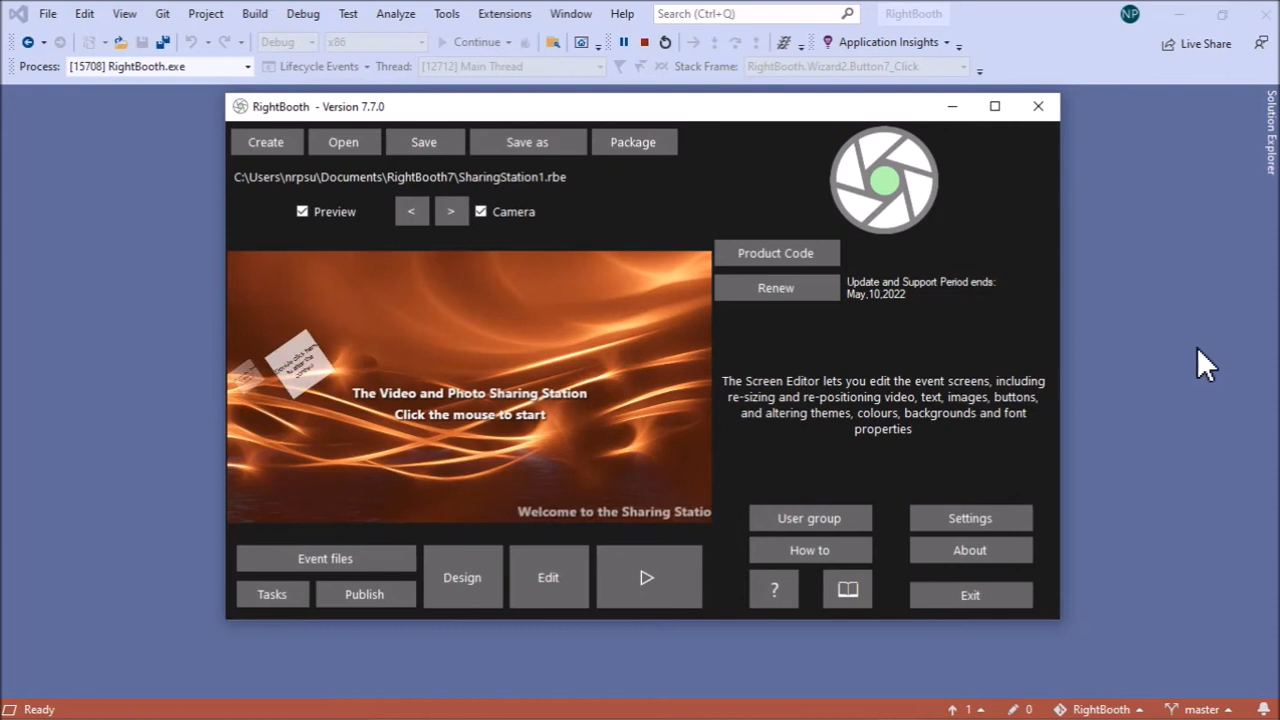 File Edit View Git Project Build Debug Test Analyze Tools Extensions Window Help Search (Ctrl+Q) RightBooth NP
Debug x86 Continue Application Insights Live Share
Process: [15708] RightBooth.exe Lifecycle Events Thread: [12712] Main Thread Stack Frame: RightBooth.Wizard2.Button7_Click
Solution Explorer
RightBooth - Version 7.7.0
Create Open Save Save as Package
C:\Users\nrpsu\Documents\RightBooth7\SharingStation1.rbe
Preview < > Camera
Product Code
Renew
Update and Support Period ends:
May,10,2022
The Video and Photo Sharing Station
Click the mouse to start
Welcome to the Sharing Statio
The Screen Editor lets you edit the event screens, including
re-sizing and re-positioning video, text, images, buttons,
and altering themes, colours, backgrounds and font
properties
User group Settings
How to About
? Exit
Event files
Tasks Publish Design Edit
Ready 1 0 RightBooth master